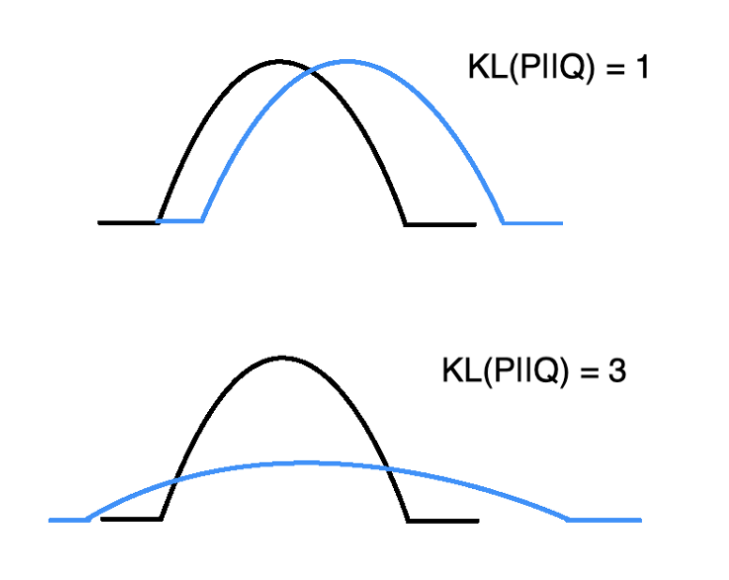 KL(P||Q) = 1
KL(P||Q) = 3